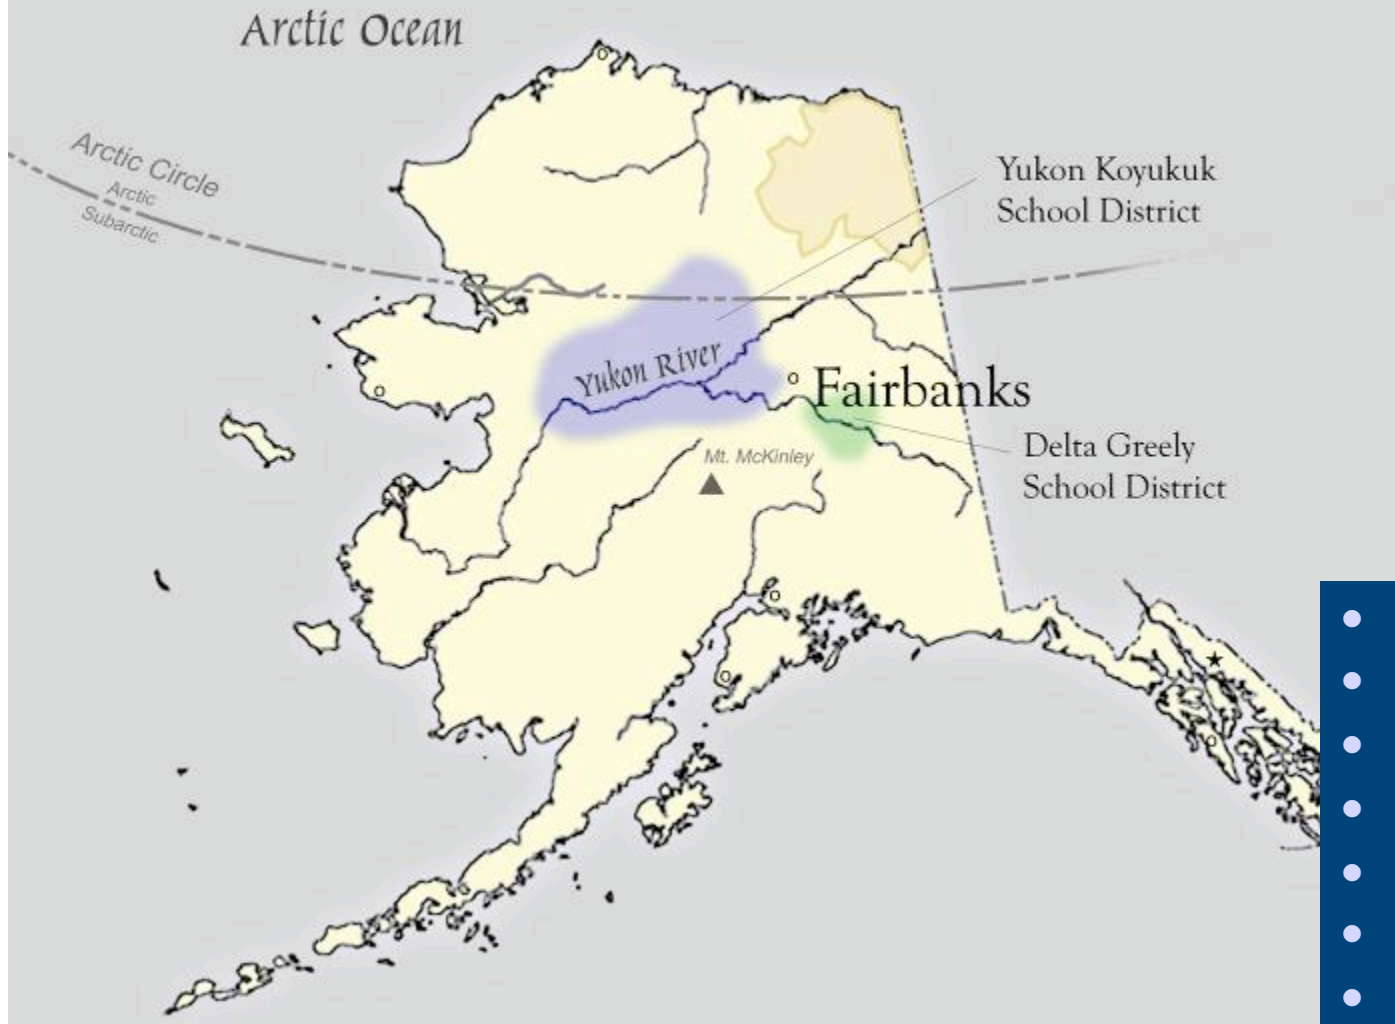 Arctic Ocean
Arctic Circle
Arctic
Subarctic
Yukon Koyukuk
School District
Yukon River
Fairbanks
Delta Greely
School District
Mt. McKinley